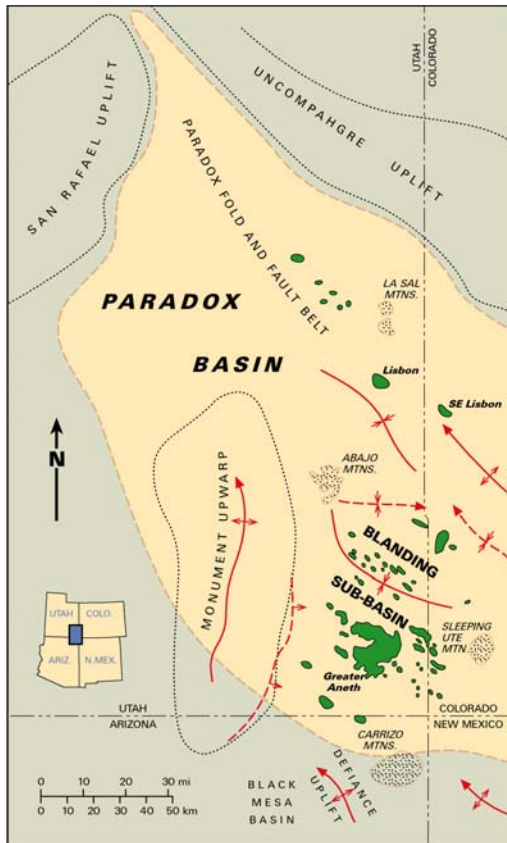 UTAH
COLORADO
UNCOMPAHGRE
UPLIFT
SAN RAFAEL UPLIFT
PARADOX FOLD AND FAULT BELT
LA SAL
MTNS.
PARADOX
BASIN
Lisbon
SE Lisbon
N
ABAJO
MTNS.
MONUMENT UPWARP
BLANDING
SUB-BASIN
UTAH
COLO.
ARIZ.
N.MEX.
SLEEPING
UTE
MTN.
Greater
Aneth
UTAH
ARIZONA
COLORADO
NEW MEXICO
CARRIZO
MTNS.
0 10 20 30 mi
0 10 20 30 40 50 km
BLACK
MESA
BASIN
DEFIANCE
UPLIFT